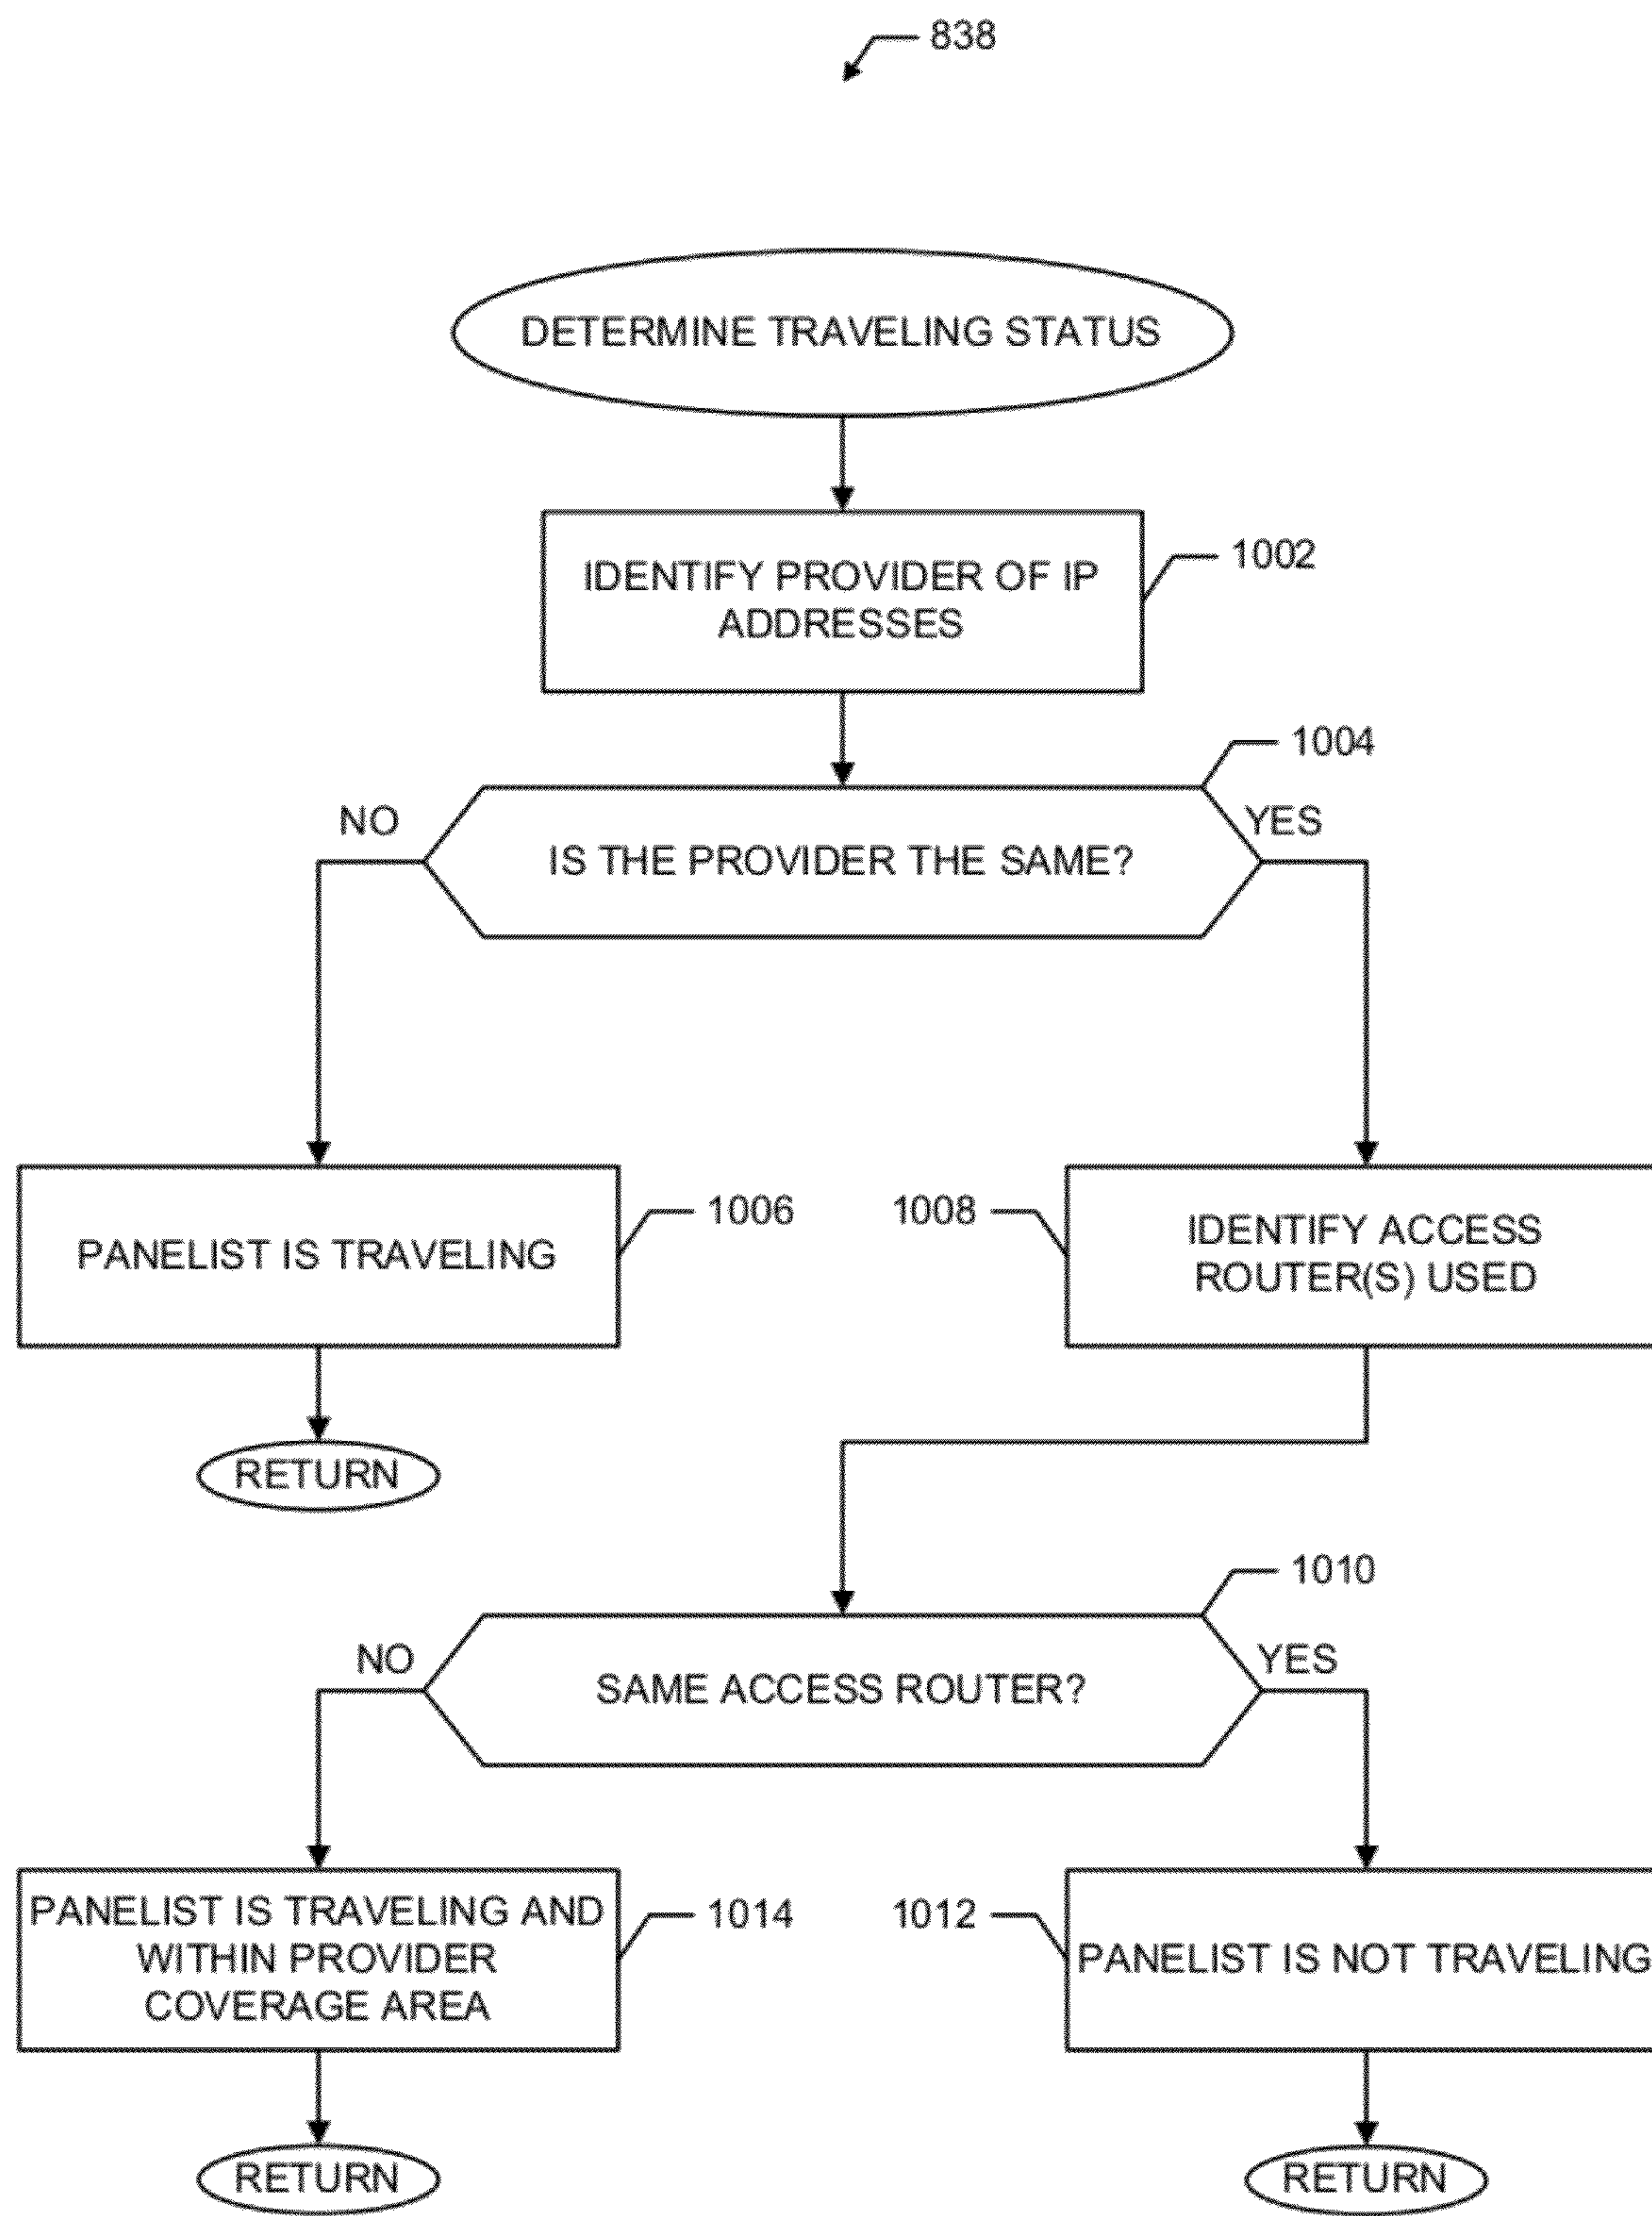 838
DETERMINE TRAVELING STATUS
IDENTIFY PROVIDER OF IP
ADDRESSES
1002
1004
NO
YES
IS THE PROVIDER THE SAME?
PANELIST IS TRAVELING
1006
1008
IDENTIFY ACCESS
ROUTER(S) USED
RETURN
1010
NO
YES
SAME ACCESS ROUTER?
PANELIST IS TRAVELING AND
WITHIN PROVIDER
COVERAGE AREA
1014
1012
PANELIST IS NOT TRAVELING
RETURN
RETURN